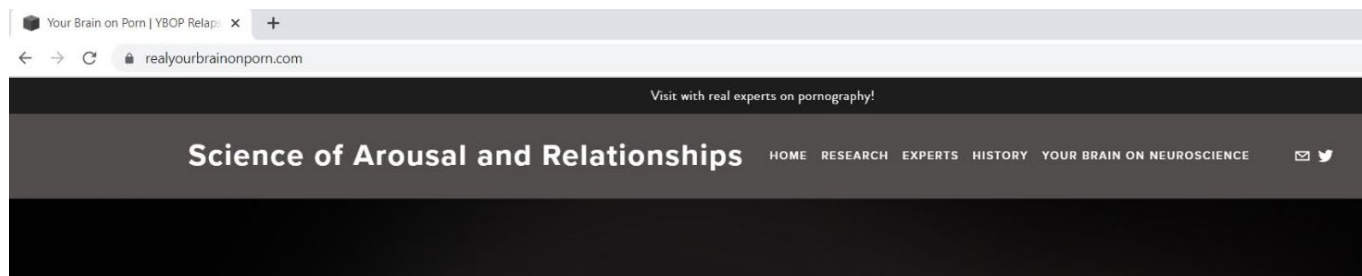 Your Brain on Porn | YBOP Relaps
realyourbrainonporn.com
Visit with real experts on pornography!
Science of Arousal and Relationships HOME RESEARCH EXPERTS HISTORY YOUR BRAIN ON NEUROSCIENCE